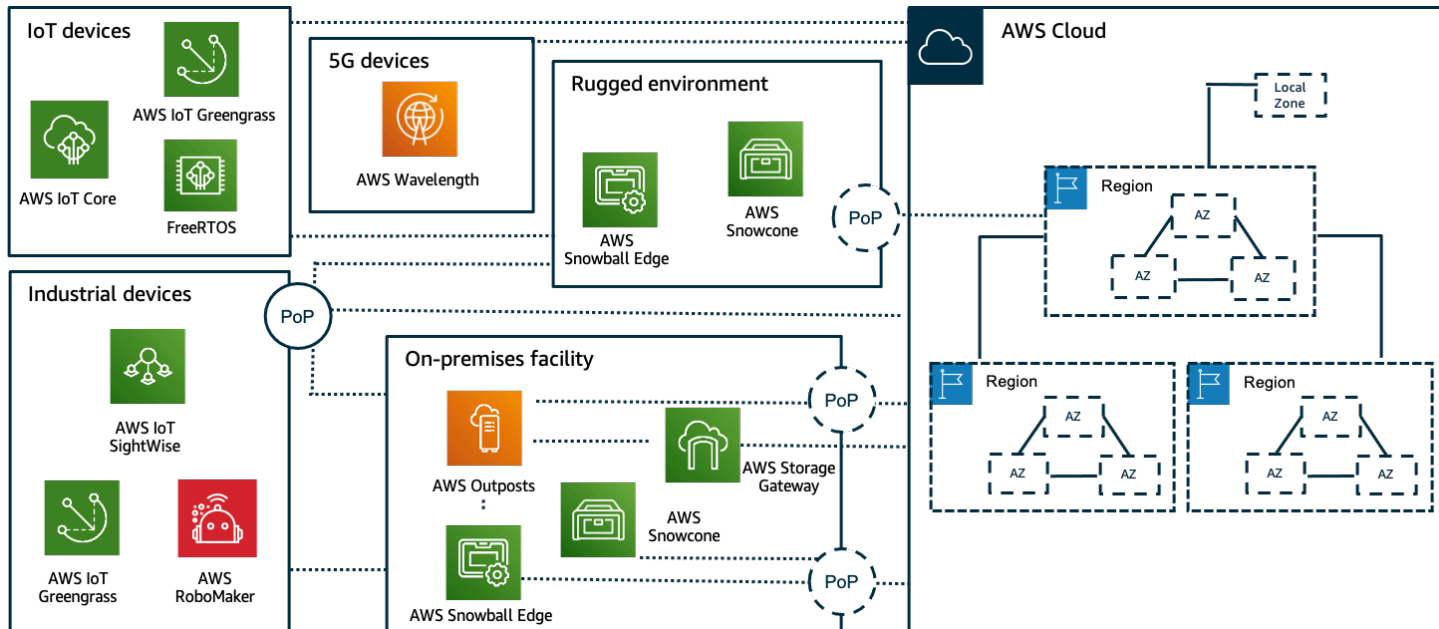 IoT devices
AWS IoT Greengrass
AWS IoT Core
FreeRTOS
5G devices
AWS Wavelength
Rugged environment
AWS
Snowball Edge
AWS
Snowcone
PoP
Industrial devices
PoP
AWS IoT
SightWise
AWS IoT
Greengrass
AWS
RoboMaker
On-premises facility
PoP
AWS Outposts
AWS Storage
Gateway
AWS
Snowcone
AWS Snowball Edge
PoP
AWS Cloud
Local
Zone
Region
AZ
AZ
AZ
Region
AZ
AZ
AZ
Region
AZ
AZ
AZ